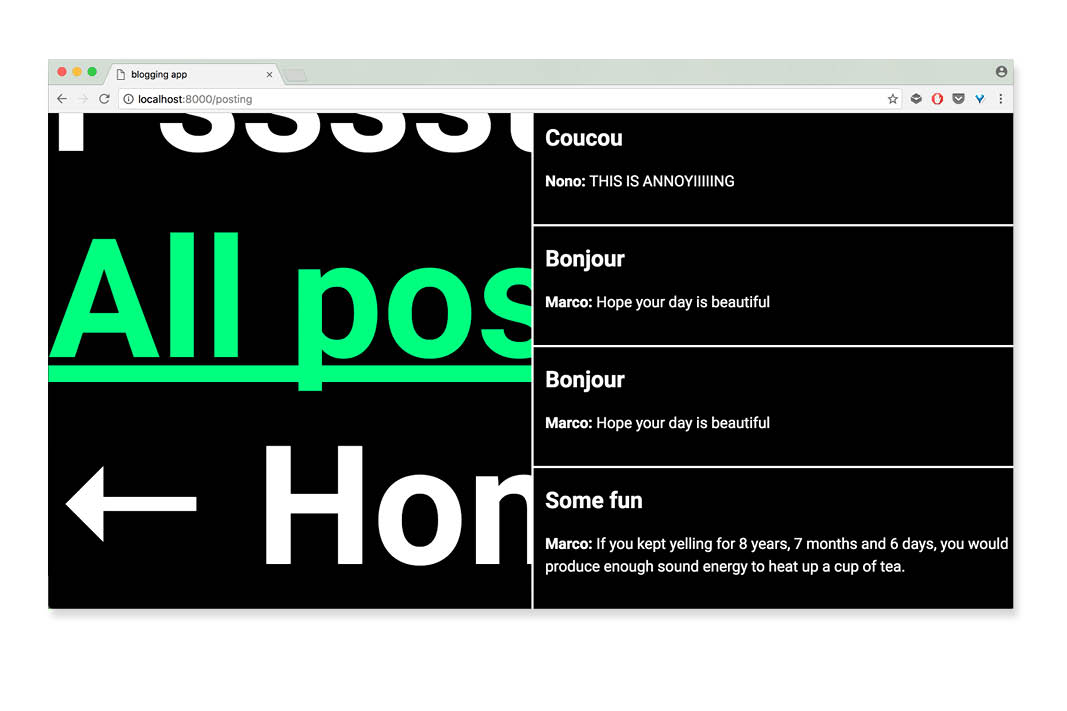 blogging app
localhost:8000/posting
All pos
← Hon
Coucou
Nono: THIS IS ANNOYIIIIING
Bonjour
Marco: Hope your day is beautiful
Bonjour
Marco: Hope your day is beautiful
Some fun
Marco: If you kept yelling for 8 years, 7 months and 6 days, you would
produce enough sound energy to heat up a cup of tea.